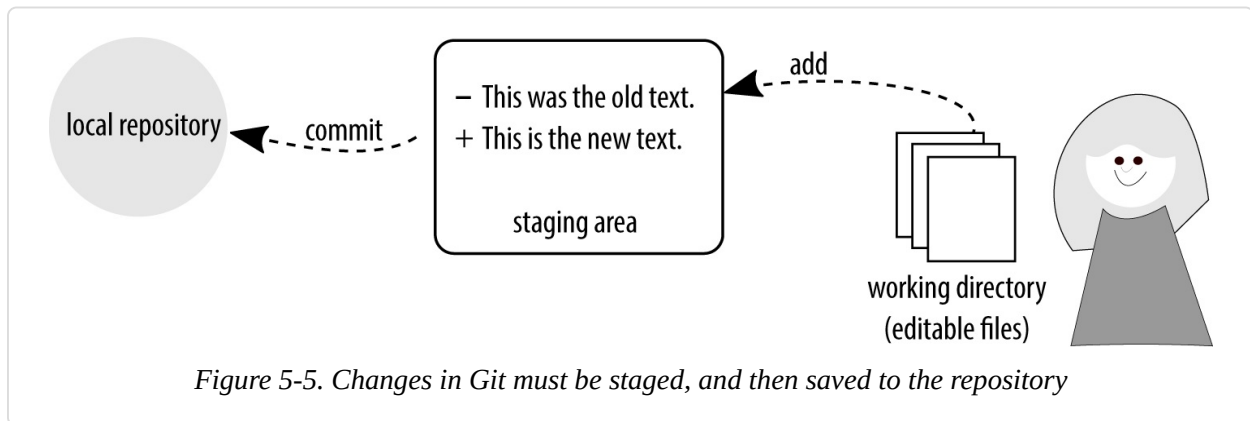 local repository
commit
– This was the old text.
+ This is the new text.
staging area
add
working directory
(editable files)
Figure 5-5. Changes in Git must be staged, and then saved to the repository